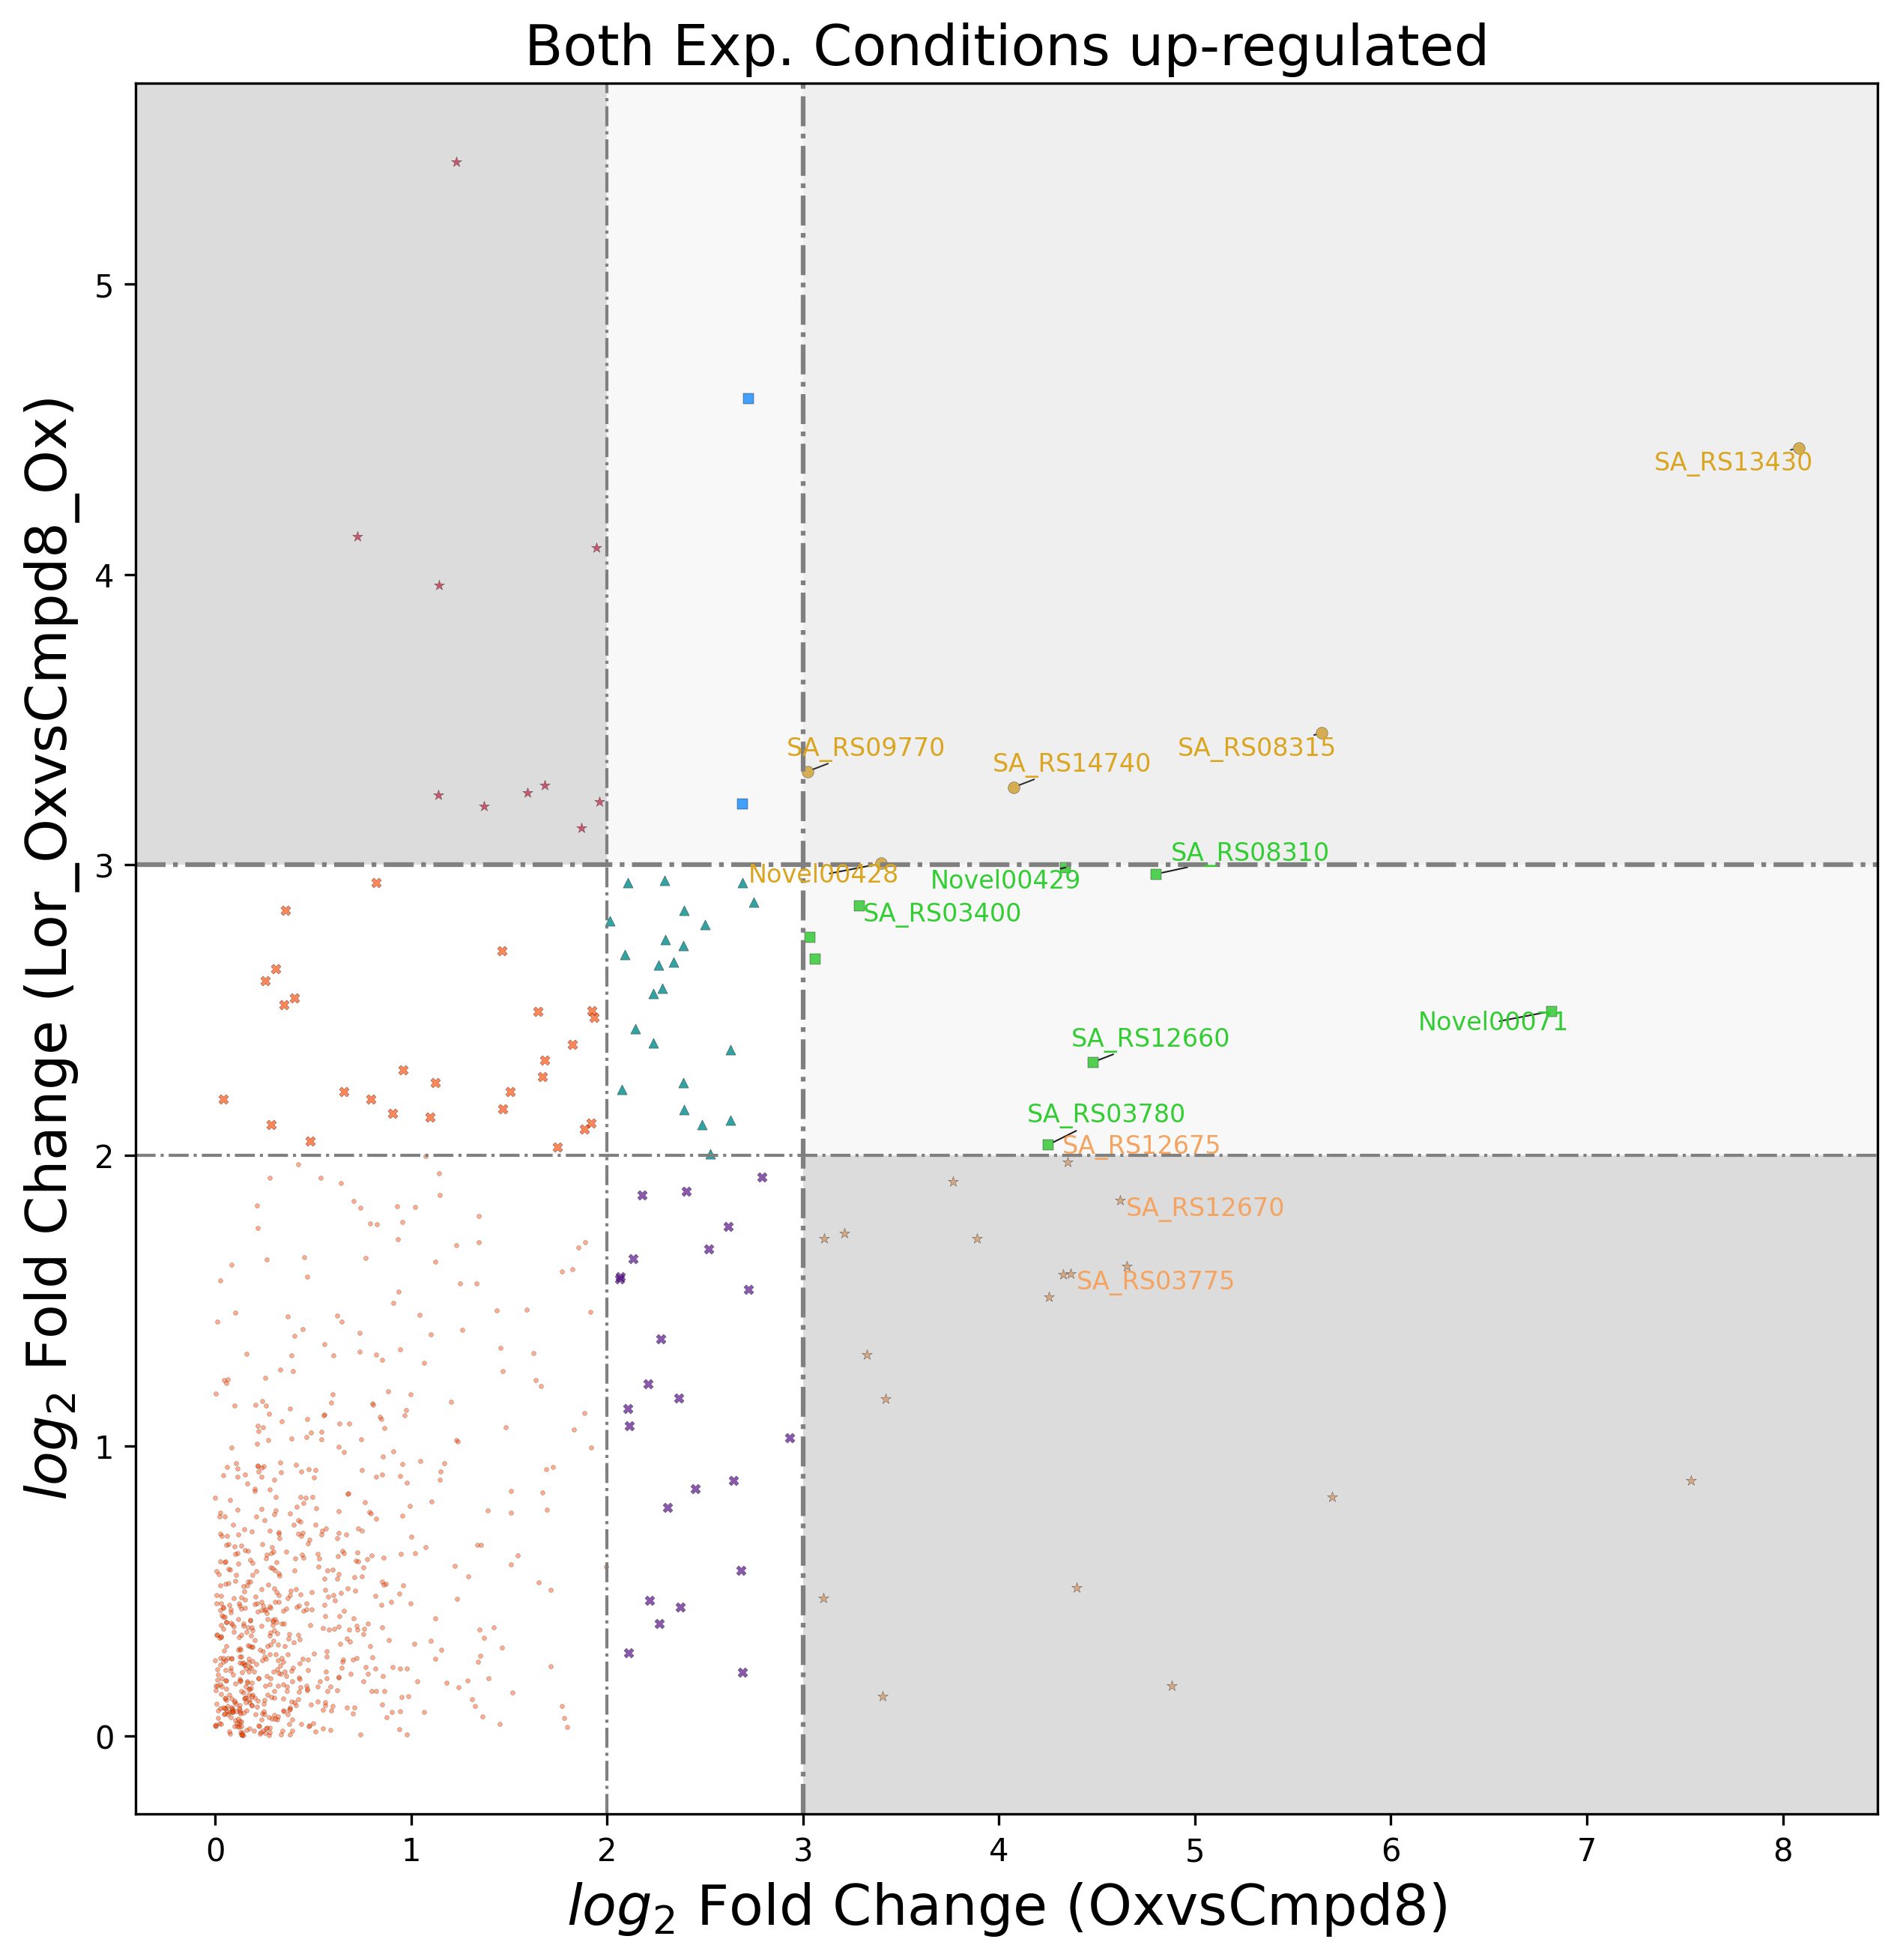 Both Exp. Conditions up-regulated
log2 Fold Change (Lor_OxvsCmpd8_Ox)
5
4
3
2
1
0
SA_RS13430
SA_RS09770
SA_RS14740
SA_RS08315
SA_RS08310
Novel00428
Novel00429
SA_RS03400
Novel00071
SA_RS12660
SA_RS03780
SA_RS12675
SA_RS12670
SA_RS03775
0 1 2 3 4 5 6 7 8
log2 Fold Change (OxvsCmpd8)